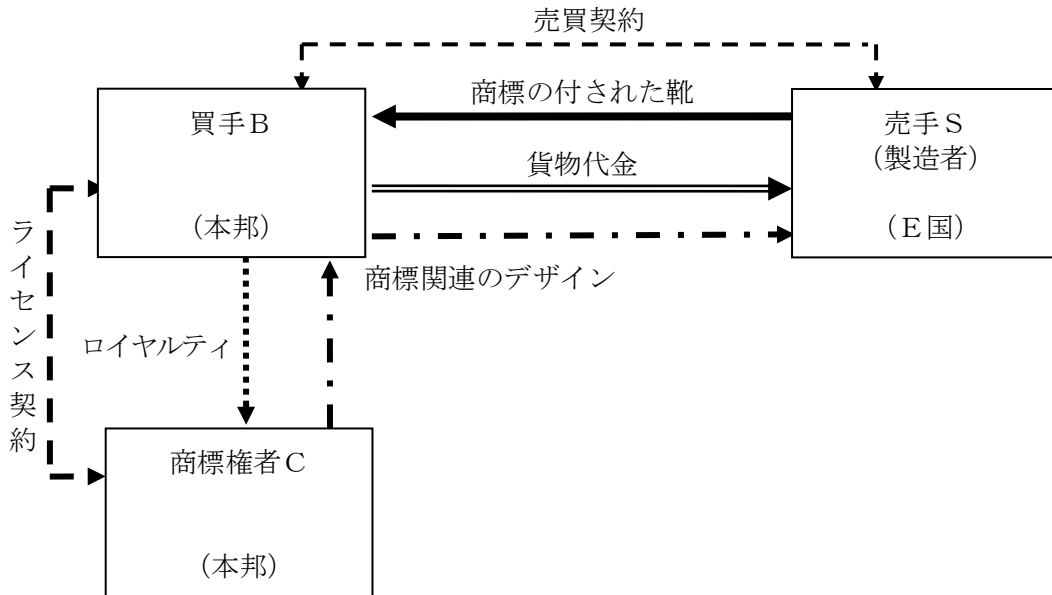 売買契約
買手Ｂ
（本邦）
商標の付された靴
貨物代金
売手Ｓ
（製造者）
（Ｅ国）
商標関連のデザイン
ライセンス契約
ロイヤルティ
商標権者Ｃ
（本邦）